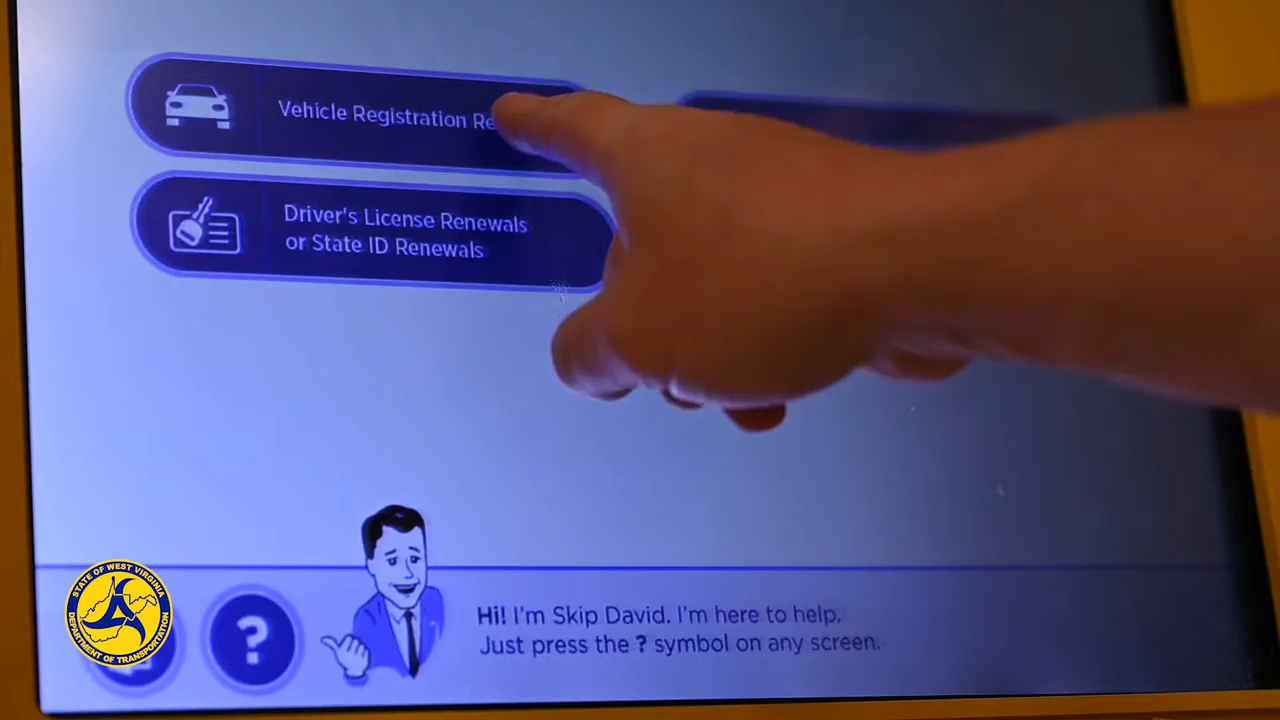 Vehicle Registration Re
Driver's License Renewals
or State ID Renewals
Hi! I'm Skip David. I'm here to help.
Just press the ? symbol on any screen.
?
STATE OF WEST VIRGINIA
DEPARTMENT OF TRANSPORTATION